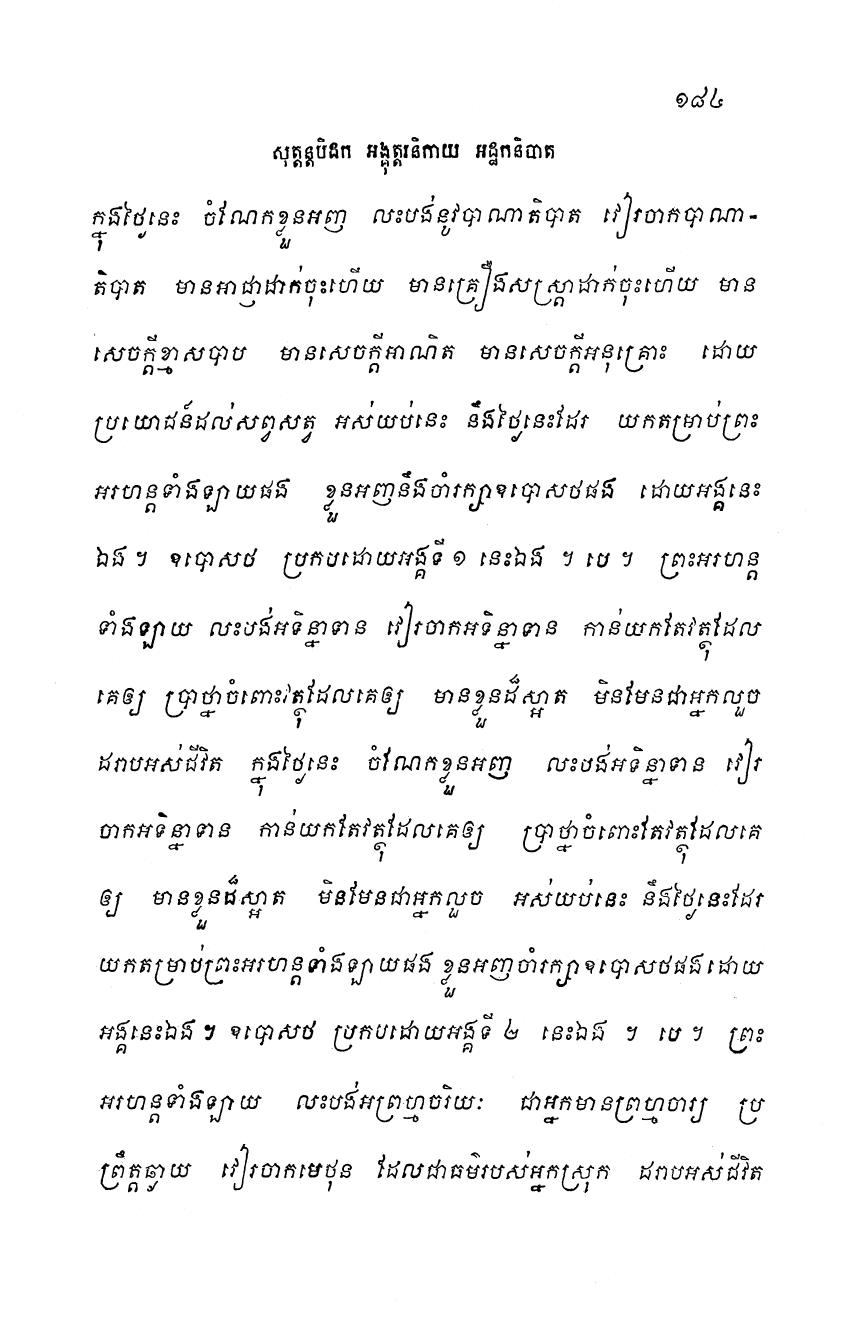 ១៨៤
សុត្តន្តបិដក អង្គុត្តរនិកាយ អដ្ឋកនិបាត
ក្នុងថ្ងៃនេះ ចំណែកខ្លួនអញ លះបង់នូវបាណាតិបាត វៀរចាកបាណា-
តិបាត មានអាជ្ញាដាក់ចុះហើយ មានគ្រឿងសស្ត្រាដាក់ចុះហើយ មាន
សេចក្តីខ្មាសបាប មានសេចក្តីអាណិត មានសេចក្តីអនុគ្រោះ ដោយ
ប្រយោជន៍ដល់សព្វសត្វ អស់យប់នេះ នឹងថ្ងៃនេះដែរ យកតម្រាប់ព្រះ
អរហន្តទាំងឡាយផង ខ្លួនអញនឹងចាំរក្សាឧបោសថផង ដោយអង្គនេះ
ឯង ។ ឧបោសថ ប្រកបដោយអង្គទី ១ នេះឯង ។ បេ ។ ព្រះអរហន្ត
ទាំងឡាយ លះបង់អទិន្នាទាន វៀរចាកអទិន្នាទាន កាន់យកតែវត្ថុដែល
គេឲ្យ ប្រាថ្នាចំពោះវត្ថុដែលគេឲ្យ មានខ្លួនដ៏ស្អាត មិនមែនជាអ្នកលួច
ដរាបអស់ជីវិត ក្នុងថ្ងៃនេះ ចំណែកខ្លួនអញ លះបង់អទិន្នាទាន វៀរ
ចាកអទិន្នាទាន កាន់យកតែវត្ថុដែលគេឲ្យ ប្រាថ្នាចំពោះតែវត្ថុដែលគេ
ឲ្យ មានខ្លួនដ៏ស្អាត មិនមែនជាអ្នកលួច អស់យប់នេះ នឹងថ្ងៃនេះដែរ
យកតម្រាប់ព្រះអរហន្តទាំងឡាយផង ខ្លួនអញចាំរក្សាឧបោសថផងដោយ
អង្គនេះឯង ។ ឧបោសថ ប្រកបដោយអង្គទី ២ នេះឯង ។ បេ ។ ព្រះ
អរហន្តទាំងឡាយ លះបង់អព្រហ្មចរិយៈ ជាអ្នកមានព្រហ្មចារ្យ ប្រ
ព្រឹត្តឆ្ងាយ វៀរចាកមេថុន ដែលជាធម៌របស់អ្នកស្រុក ដរាបអស់ជីវិត